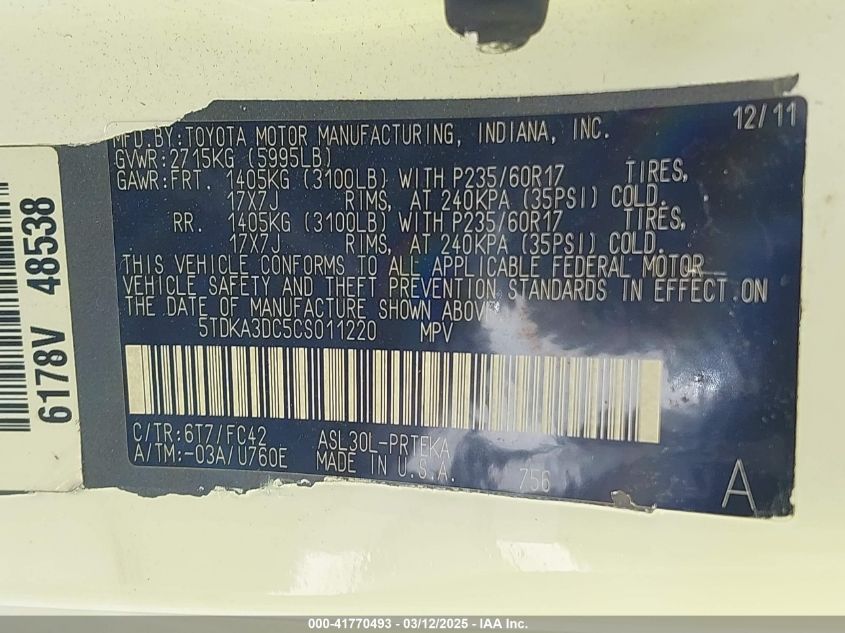 12/11
MFD.BY:TOYOTA MOTOR MANUFACTURING, INDIANA, INC.
GVWR:2715KG (5995LB)
GAWR:FRT. 1405KG (3100LB) WITH P235/60R17 TIRES,
17X7J RIMS, AT 240KPA (35PSI) COLD.
RR. 1405KG (3100LB) WITH P235/60R17 TIRES,
17X7J RIMS, AT 240KPA (35PSI) COLD.
THIS VEHICLE CONFORMS TO ALL APPLICABLE FEDERAL MOTOR
VEHICLE SAFETY AND THEFT PREVENTION STANDARDS IN EFFECT ON
THE DATE OF MANUFACTURE SHOWN ABOVE.
5TDKA3DC5CS011220 MPV
C/TR:6T7/FC42 ASL30L-PRTEKA
A/TM:-03A/U760E MADE IN U.S.A. 756
A
6178V 48538
000-41770493 - 03/12/2025 - IAA Inc.